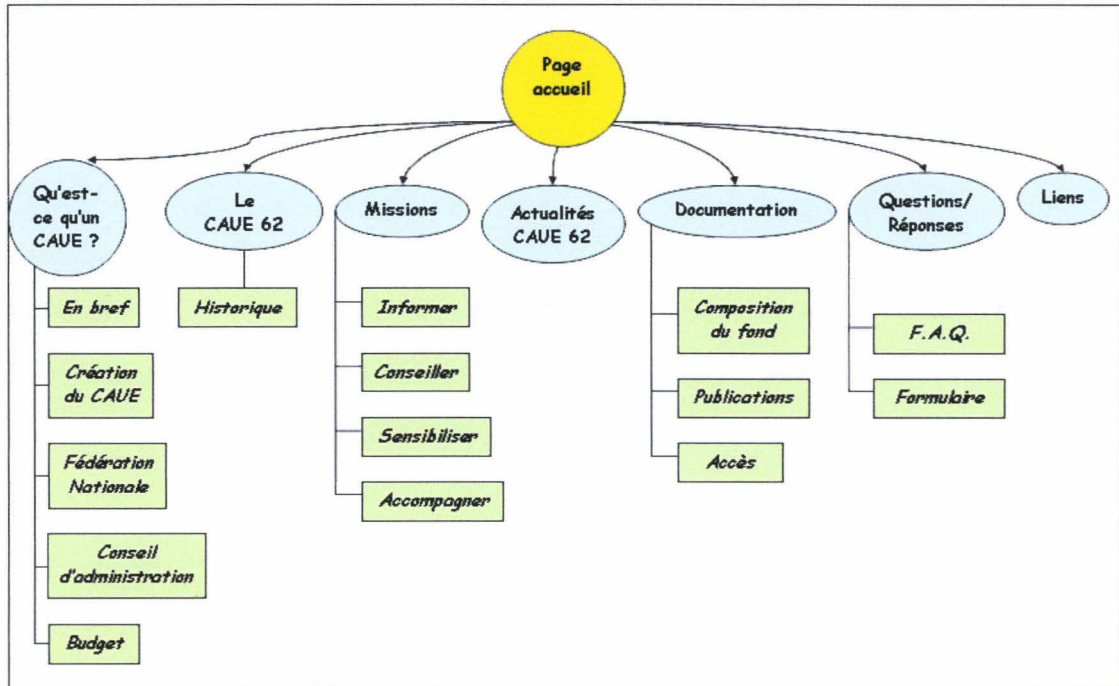 Page
accueil
Qu'est-
ce qu'un
CAUE ?
Le
CAUE 62
Missions
Actualités
CAUE 62
Documentation
Questions/
Réponses
Liens
En bref
Création
du CAUE
Fédération
Nationale
Conseil
d'administration
Budget
Historique
Informer
Conseiller
Sensibiliser
Accompagner
Composition
du fond
Publications
Accès
F.A.Q.
Formulaire